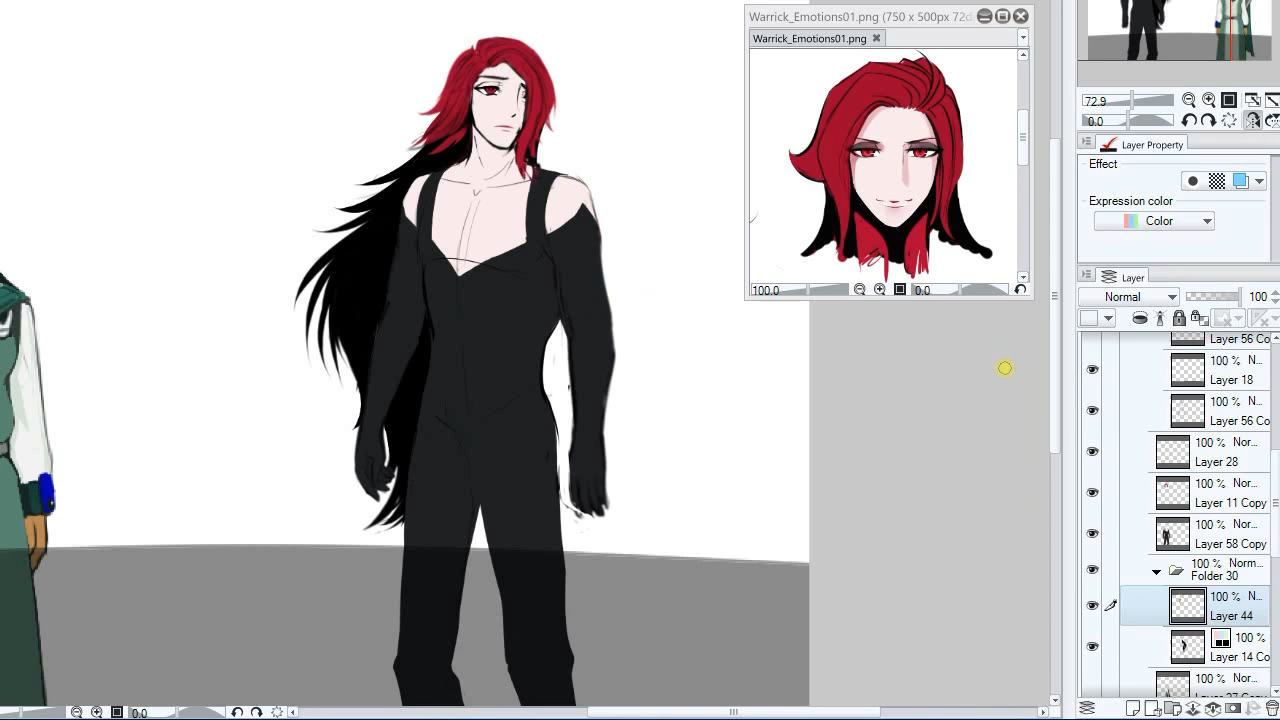 Warrick_Emotions01.png (750 x 500px 72d
Warrick_Emotions01.png
100.0
0.0
72.9
0.0
Layer Property
Effect
Expression color
Color
Layer
Normal
100
Layer 56 Co
100 % N...
Layer 18
100 % N...
Layer 56 Co
100 % Nor...
Layer 28
100 % Nor...
Layer 11 Copy
100 % Nor...
Layer 58 Copy
100 % Norm...
Folder 30
100 % N...
Layer 44
100 %
Layer 14 Co
100 % Nor...
0.0